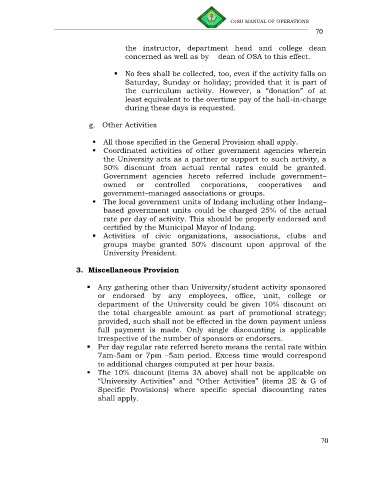 CvSU MANUAL OF OPERATIONS
70
the instructor, department head and college dean
concerned as well as by dean of OSA to this effect.
▪ No fees shall be collected, too, even if the activity falls on
Saturday, Sunday or holiday; provided that it is part of
the curriculum activity. However, a “donation” of at
least equivalent to the overtime pay of the hall-in-charge
during these days is requested.
g. Other Activities
▪ All those specified in the General Provision shall apply.
▪ Coordinated activities of other government agencies wherein
the University acts as a partner or support to such activity, a
50% discount from actual rental rates could be granted.
Government agencies hereto referred include government–
owned or controlled corporations, cooperatives and
government–managed associations or groups.
▪ The local government units of Indang including other Indang–
based government units could be charged 25% of the actual
rate per day of activity. This should be properly endorsed and
certified by the Municipal Mayor of Indang.
▪ Activities of civic organizations, associations, clubs and
groups maybe granted 50% discount upon approval of the
University President.
3. Miscellaneous Provision
▪ Any gathering other than University/student activity sponsored
or endorsed by any employees, office, unit, college or
department of the University could be given 10% discount on
the total chargeable amount as part of promotional strategy;
provided, such shall not be effected in the down payment unless
full payment is made. Only single discounting is applicable
irrespective of the number of sponsors or endorsers.
▪ Per day regular rate referred hereto means the rental rate within
7am-5am or 7pm –5am period. Excess time would correspond
to additional charges computed at per hour basis.
▪ The 10% discount (items 3A above) shall not be applicable on
“University Activities” and “Other Activities” (items 2E & G of
Specific Provisions) where specific special discounting rates
shall apply.
70